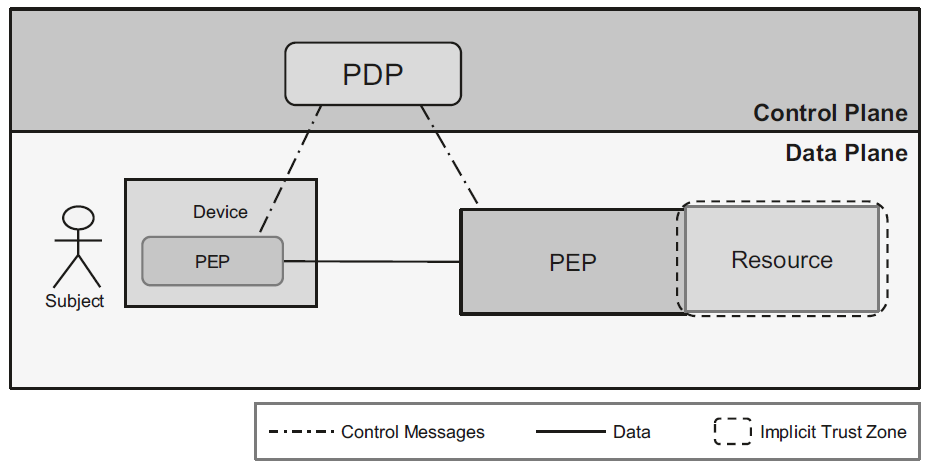 PDP
Control Plane
Data Plane
Device
PEP
PEP
Resource
Subject
Control Messages
Data
Implicit Trust Zone